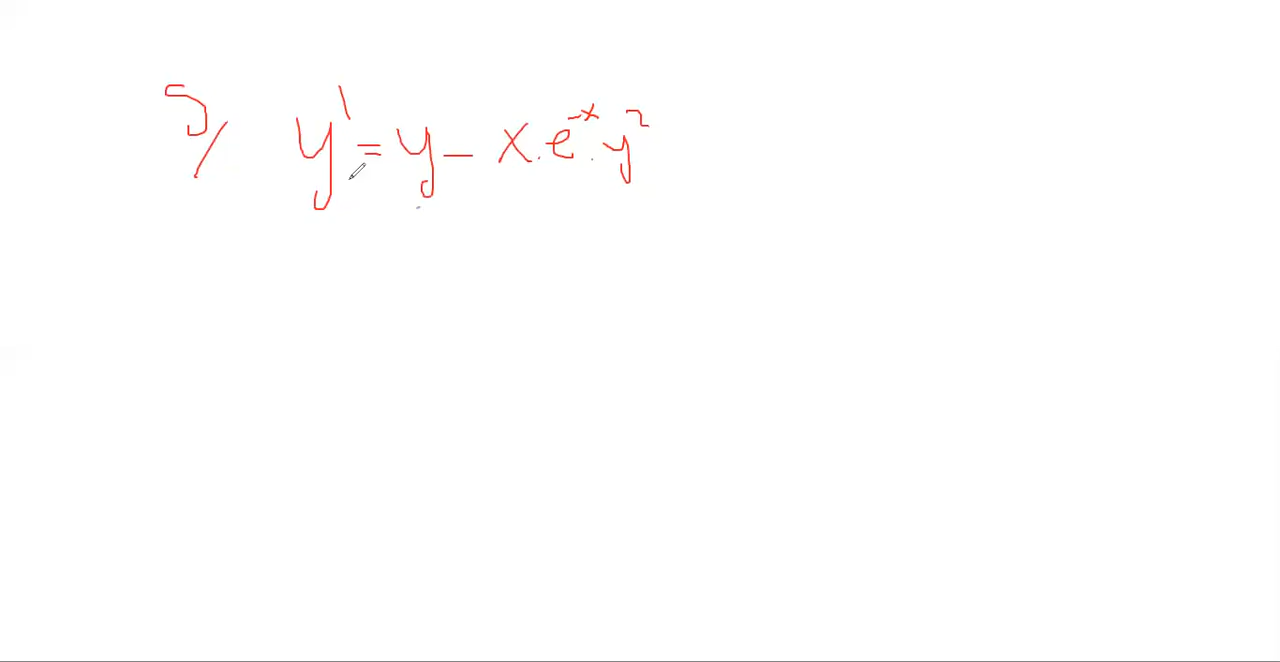 5/ y' = y - x.e^{-x}.y^2